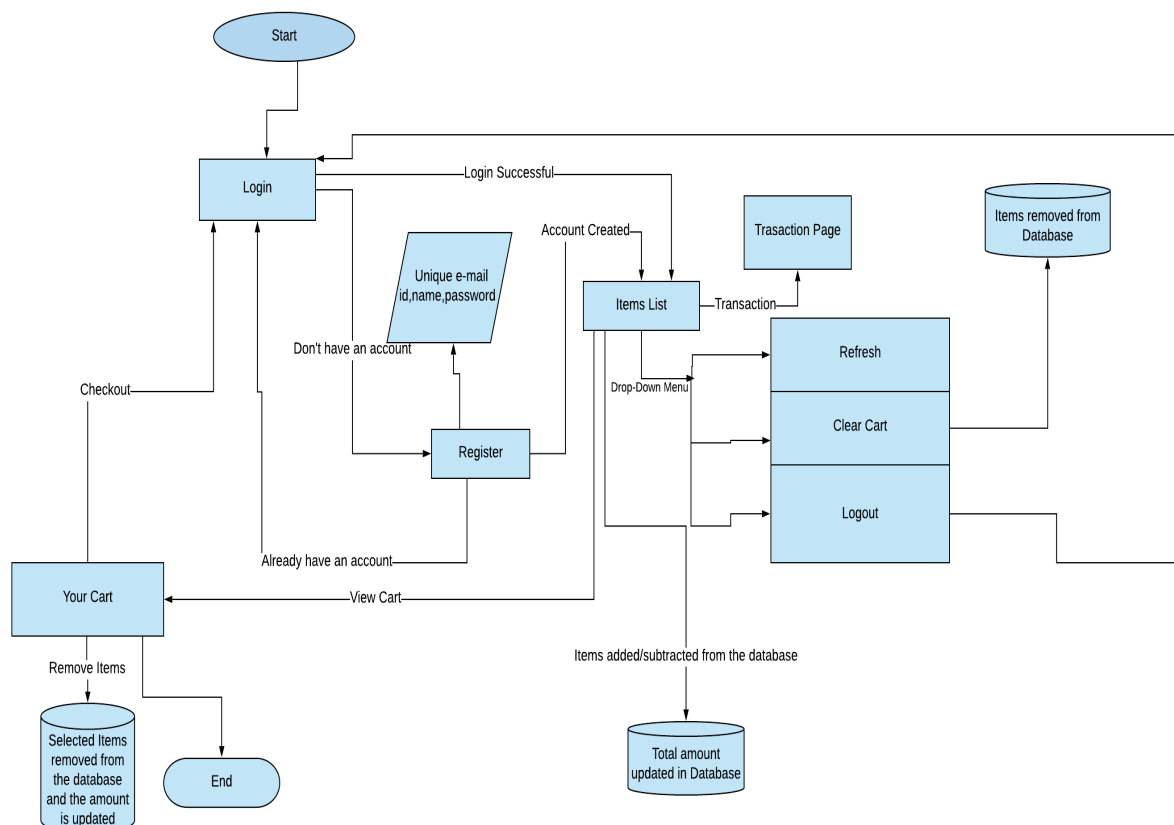 Start
Login
Login Successful
Items removed from
Database
Trasaction Page
Account Created
Unique e-mail
id,name,password
Items List
Transaction
Don't have an account
Refresh
Drop-Down Menu
Checkout
Clear Cart
Register
Logout
Already have an account
Your Cart
View Cart
Items added/subtracted from the database
Remove Items
Selected Items
removed from
the database
and the amount
is updated
End
Total amount
updated in Database